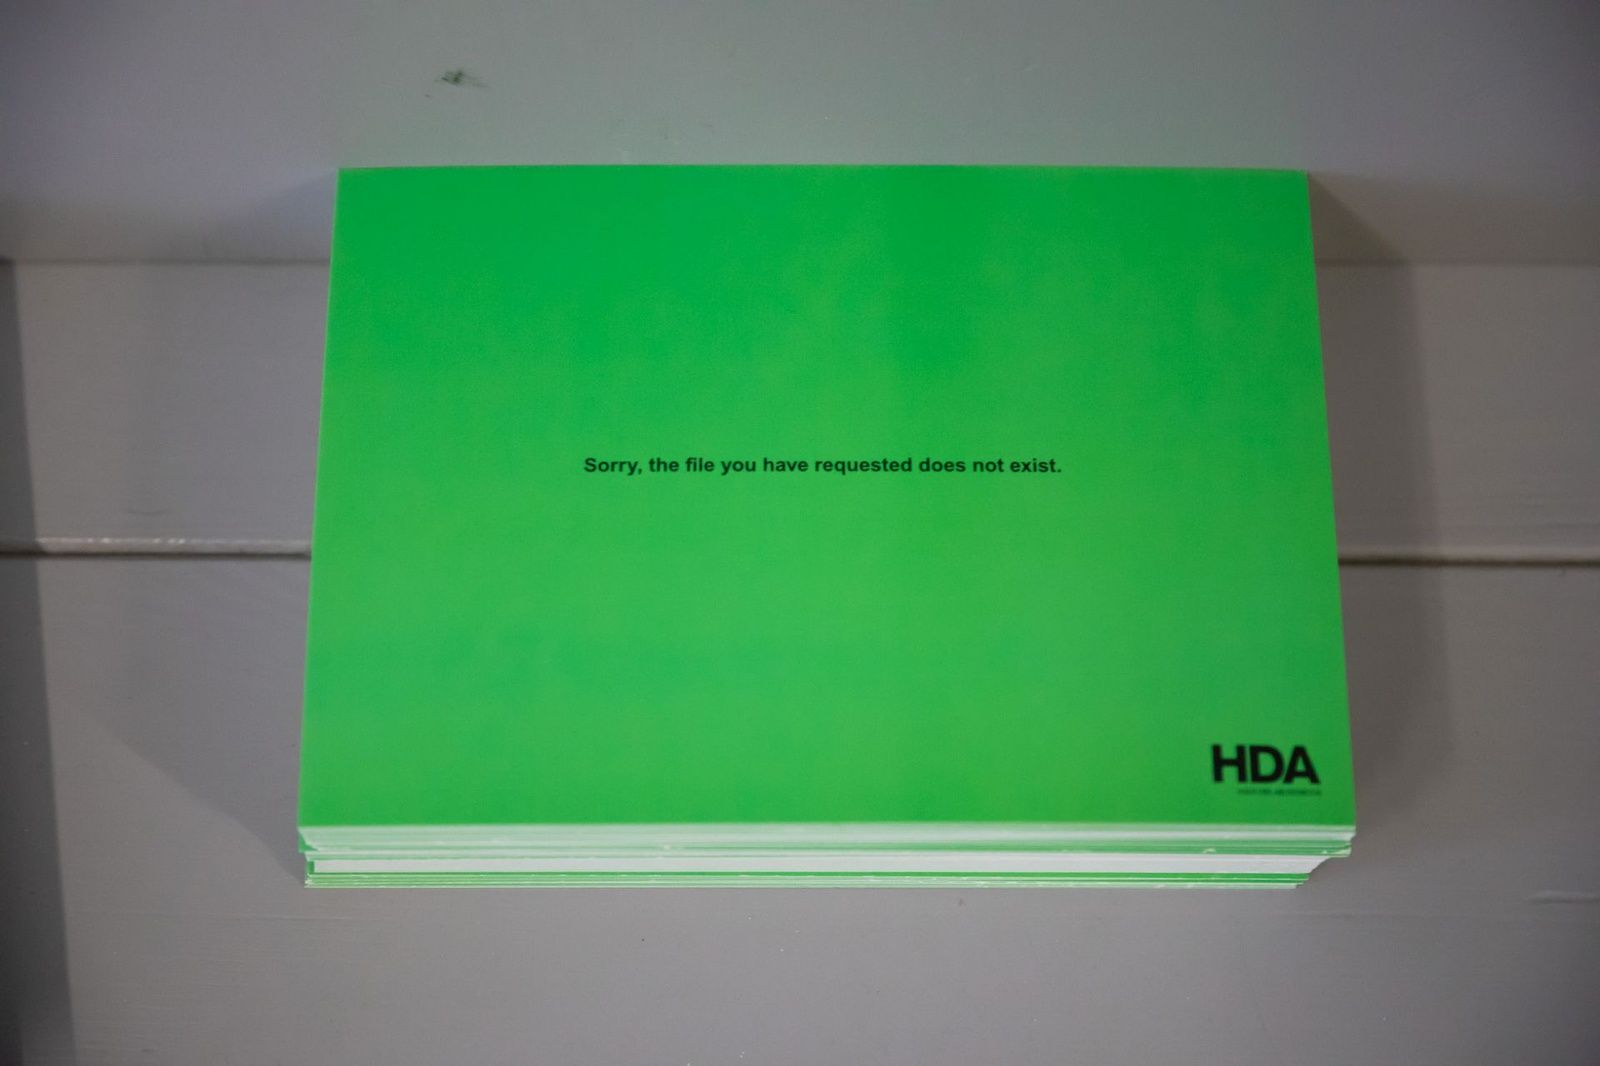 Sorry, the file you have requested does not exist.
HDA